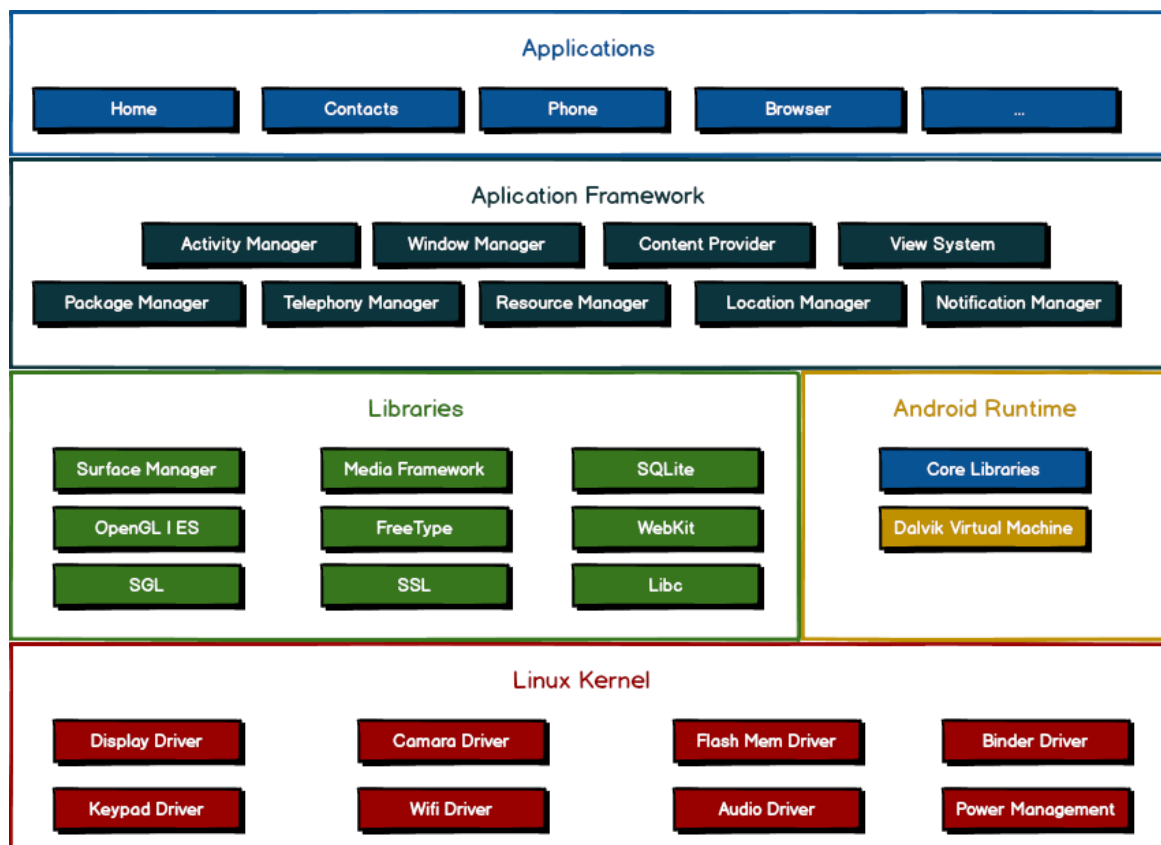 Applications
Home
Contacts
Phone
Browser
...
Aplication Framework
Activity Manager
Window Manager
Content Provider
View System
Package Manager
Telephony Manager
Resource Manager
Location Manager
Notification Manager
Libraries
Surface Manager
Media Framework
SQLite
OpenGL | ES
FreeType
WebKit
SGL
SSL
Libc
Android Runtime
Core Libraries
Dalvik Virtual Machine
Linux Kernel
Display Driver
Camara Driver
Flash Mem Driver
Binder Driver
Keypad Driver
Wifi Driver
Audio Driver
Power Management